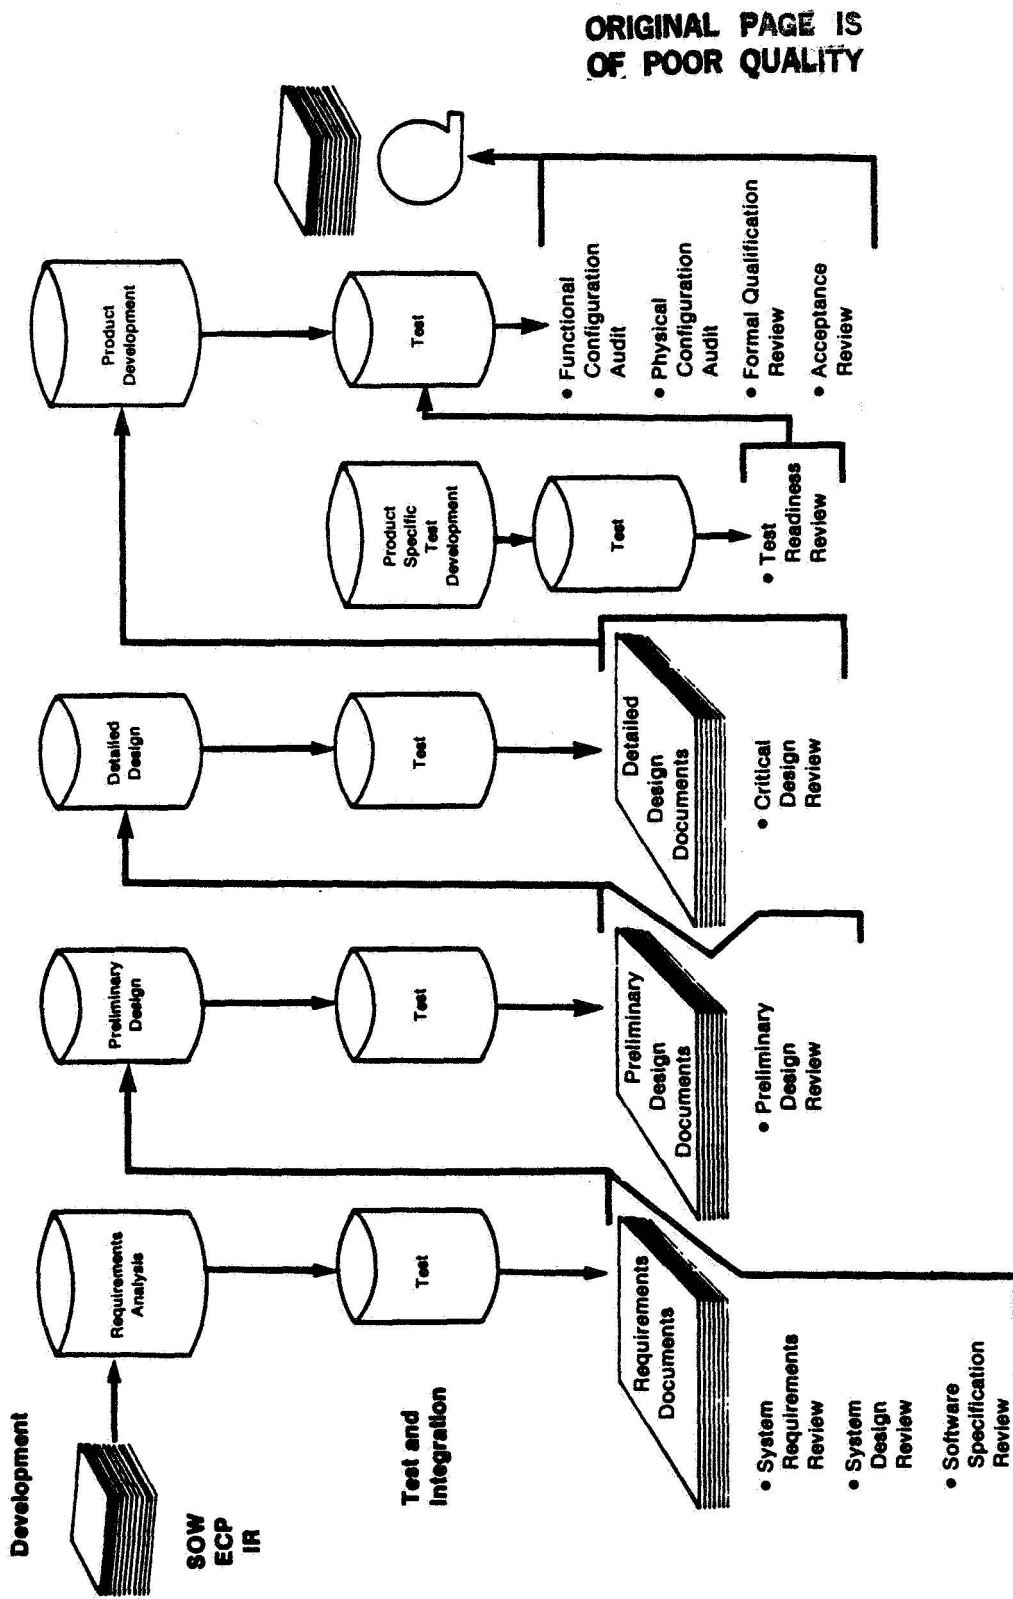 ORIGINAL PAGE IS
OF POOR QUALITY
Development
SOW
ECP
IR
Requirements
Analysis
Preliminary
Design
Detailed
Design
Product
Development
Test and
Integration
Test
Test
Test
Product
Specific
Test
Development
Test
Test
Requirements
Documents
Preliminary
Design
Documents
Detailed
Design
Documents
• System
Requirements
Review
• System
Design
Review
• Software
Specification
Review
• Preliminary
Design
Review
• Critical
Design
Review
• Test
Readiness
Review
• Functional
Configuration
Audit
• Physical
Configuration
Audit
• Formal Qualification
Review
• Acceptance
Review